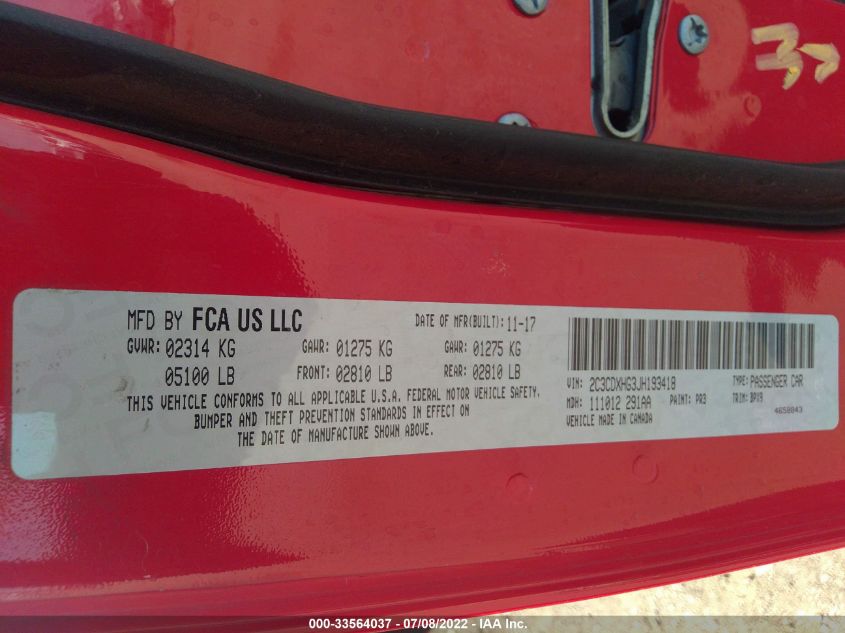 MFD BY FCA US LLC
DATE OF MFR(BUILT): 11-17
GVWR: 02314 KG
GAWR: 01275 KG
GAWR: 01275 KG
05100 LB
FRONT: 02810 LB
REAR: 02810 LB
THIS VEHICLE CONFORMS TO ALL APPLICABLE U.S.A. FEDERAL MOTOR VEHICLE SAFETY,
BUMPER AND THEFT PREVENTION STANDARDS IN EFFECT ON
THE DATE OF MANUFACTURE SHOWN ABOVE.
VIN: 2C3CDXHG3JH193418
TYPE: PASSENGER CAR
MDH: 111012 291AA
PAINT: PR3
TRIM: BPX9
VEHICLE MADE IN CANADA
4658043
000-33564037 - 07/08/2022 - IAA Inc.